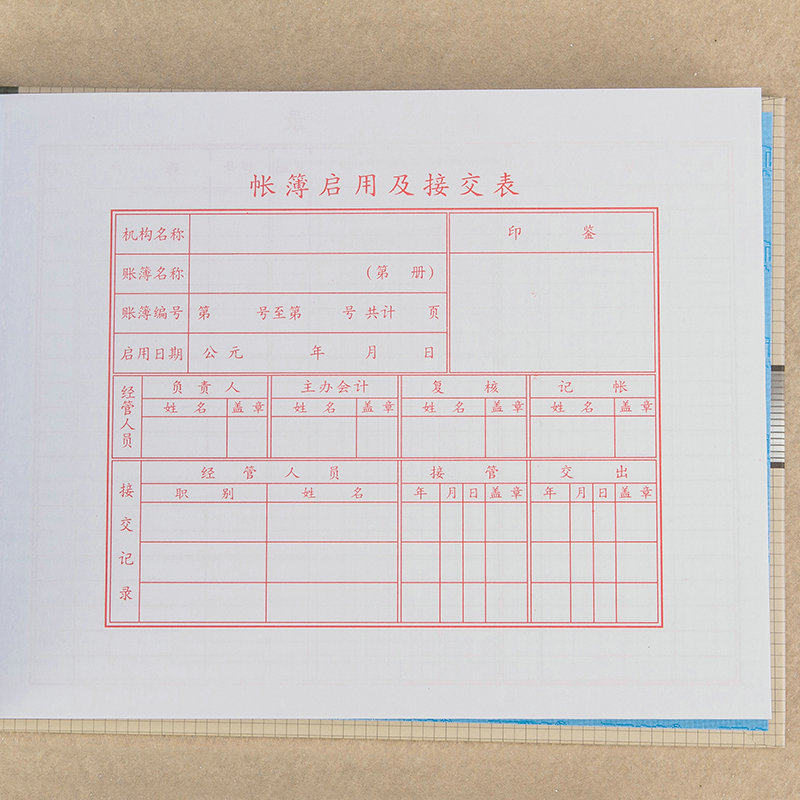 帐簿启用及接交表
机构名称 印 鉴
账簿名称 (第 册)
账簿编号 第 号至第 号 共计 页
启用日期 公 元 年 月 日
经管人员 负 责 人 主办会计 复 核 记 帐
姓 名 盖 章 姓 名 盖 章 姓 名 盖 章 姓 名 盖 章
接交记录 经 管 人 员 接 管 交 出
职 别 姓 名 年 月 日 盖 章 年 月 日 盖 章